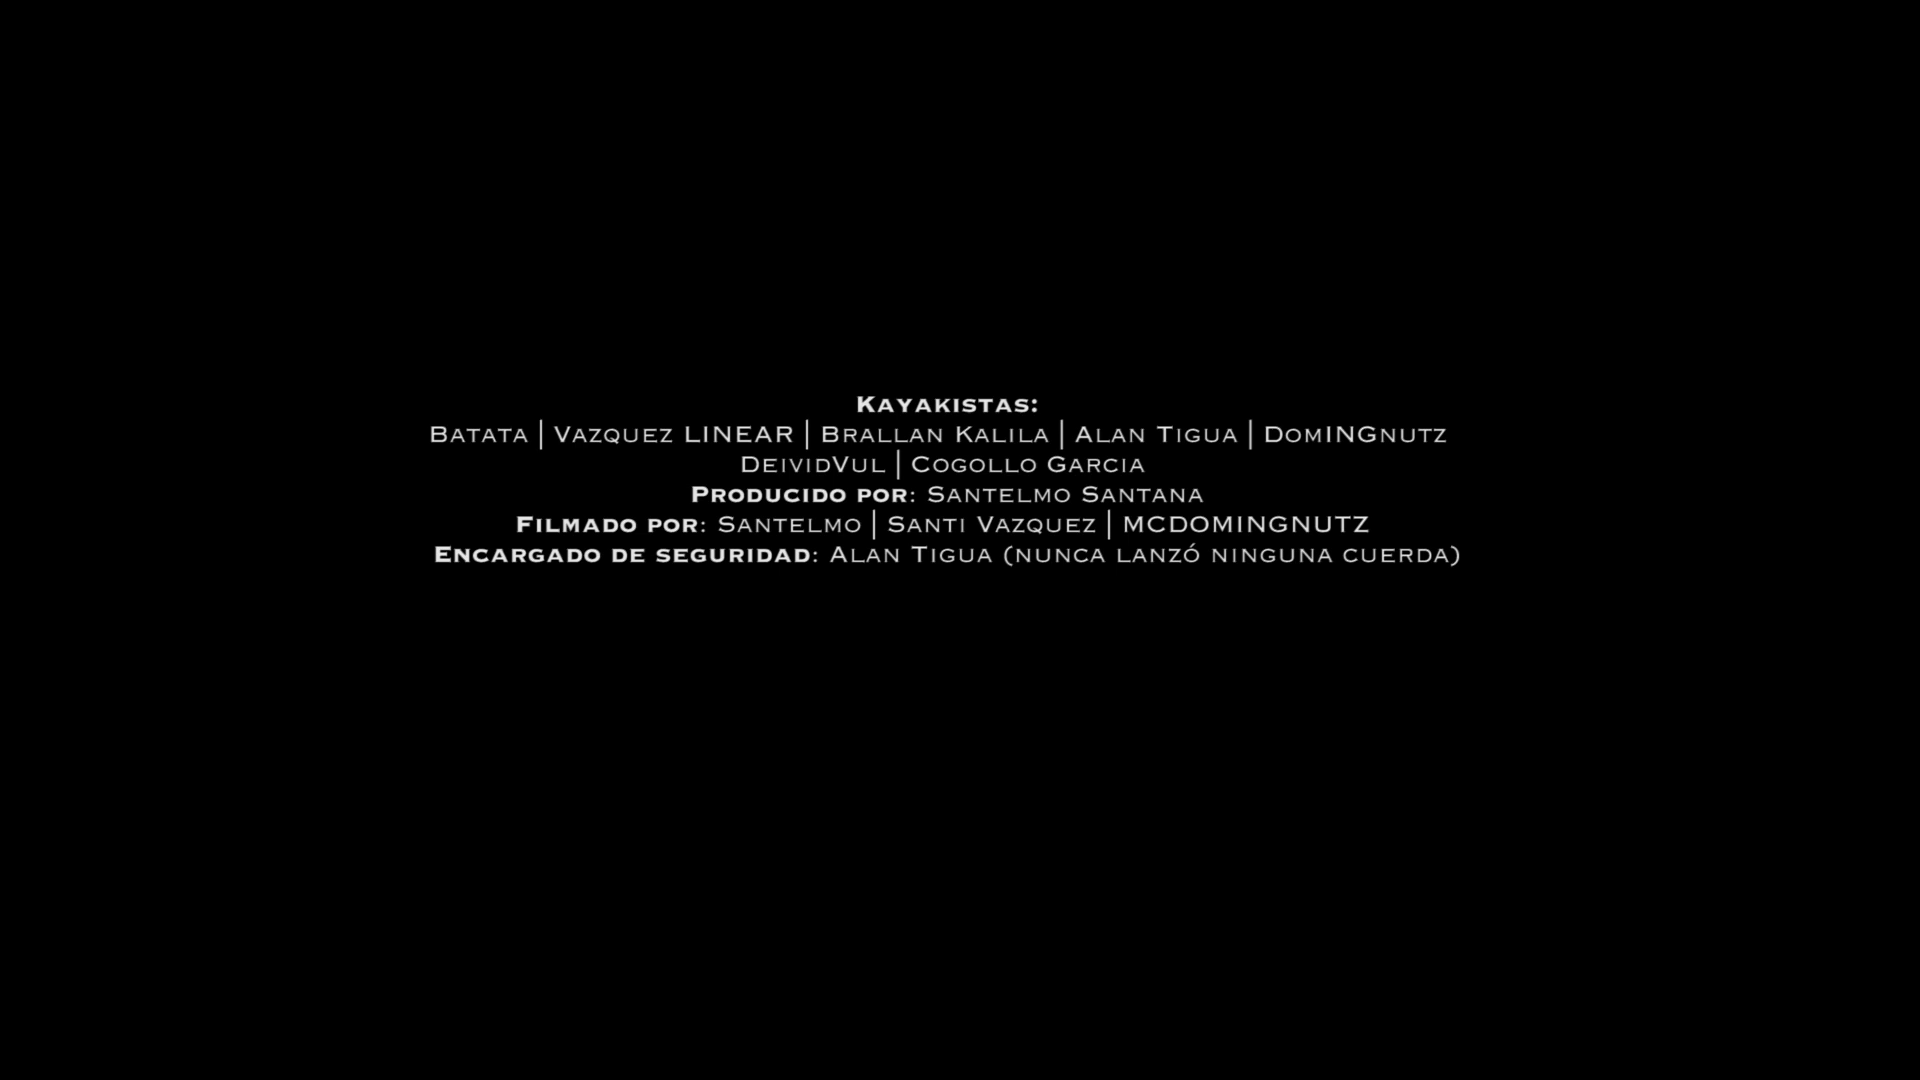 Kayakistas:
Batata | Vazquez LINEAR | Brallan Kalila | Alan Tigua | DomINGnutz
DeividVul | Cogollo Garcia
Producido por: Santelmo Santana
Filmado por: Santelmo | Santi Vazquez | MCDOMINGNUTZ
Encargado de seguridad: Alan Tigua (nunca lanzó ninguna cuerda)